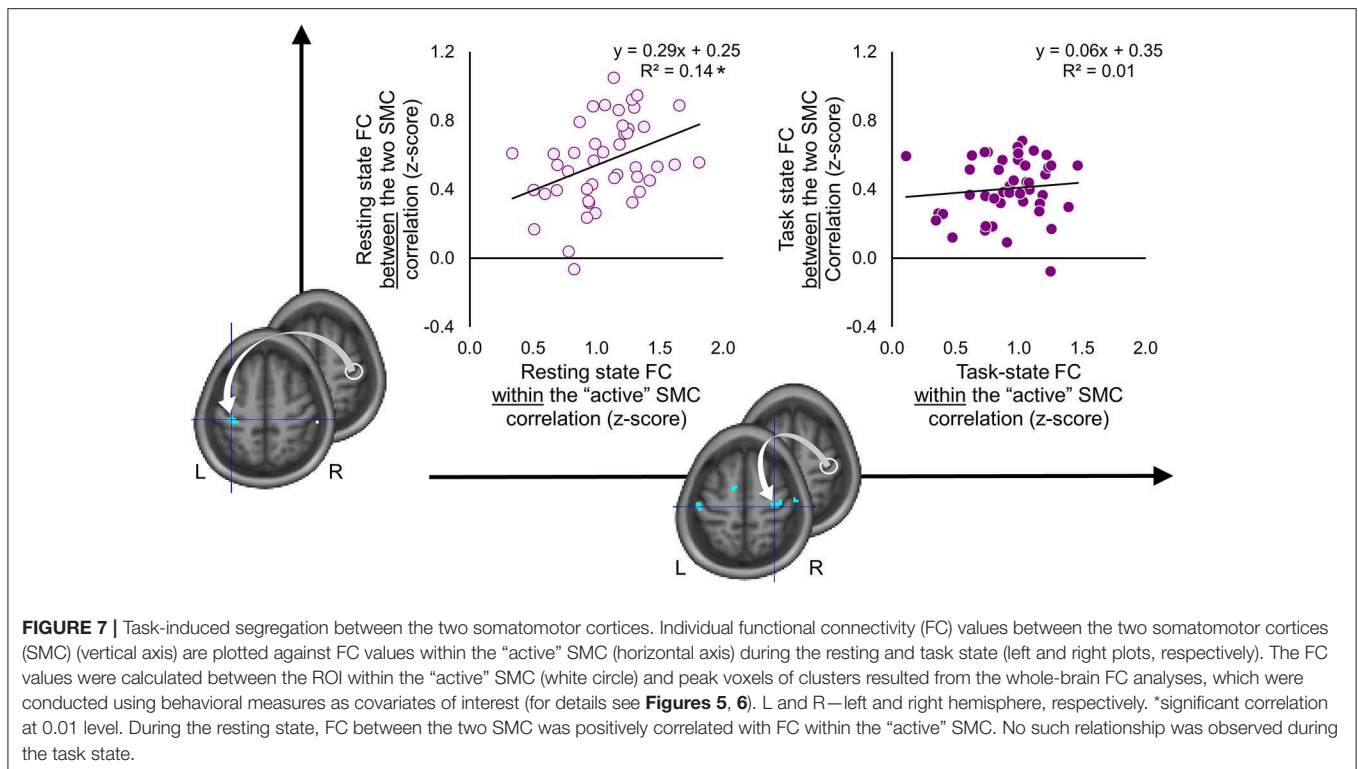 1.2
0.8
0.4
0.0
-0.4
Resting state FC
between the two SMC
correlation (z-score)
y = 0.29x + 0.25
R² = 0.14 *
0.0 0.5 1.0 1.5 2.0
Resting state FC
within the “active” SMC
correlation (z-score)
1.2
0.8
0.4
0.0
-0.4
Task state FC
between the two SMC
Correlation (z-score)
y = 0.06x + 0.35
R² = 0.01
0.0 0.5 1.0 1.5 2.0
Task-state FC
within the “active” SMC
correlation (z-score)
L R
L R
FIGURE 7 | Task-induced segregation between the two somatomotor cortices. Individual functional connectivity (FC) values between the two somatomotor cortices
(SMC) (vertical axis) are plotted against FC values within the “active” SMC (horizontal axis) during the resting and task state (left and right plots, respectively). The FC
values were calculated between the ROI within the “active” SMC (white circle) and peak voxels of clusters resulted from the whole-brain FC analyses, which were
conducted using behavioral measures as covariates of interest (for details see Figures 5, 6). L and R—left and right hemisphere, respectively. *significant correlation
at 0.01 level. During the resting state, FC between the two SMC was positively correlated with FC within the “active” SMC. No such relationship was observed during
the task state.